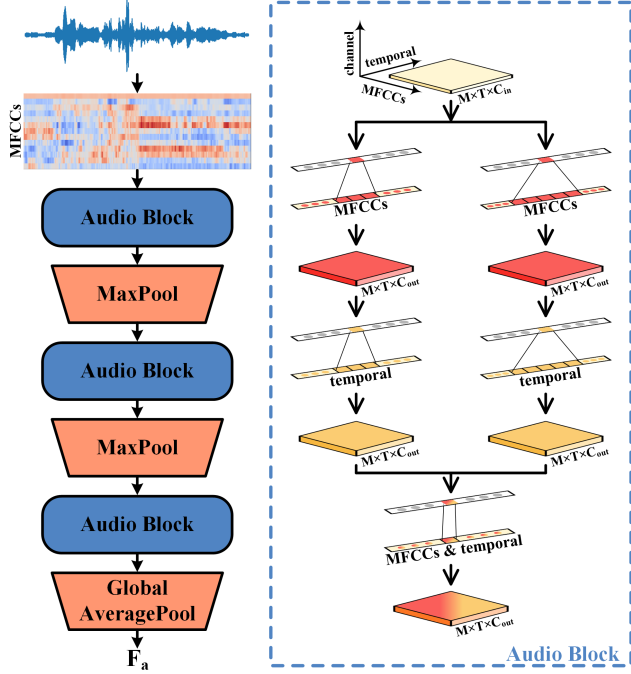 MFCCs
Audio Block
MaxPool
Audio Block
MaxPool
Audio Block
Global
AveragePool
Fₐ
channel
temporal
MFCCs
M×T×Cᵢₙ
MFCCs
MFCCs
M×T×Cₒᵤₜ
M×T×Cₒᵤₜ
temporal
temporal
M×T×Cₒᵤₜ
M×T×Cₒᵤₜ
MFCCs & temporal
M×T×Cₒᵤₜ
Audio Block